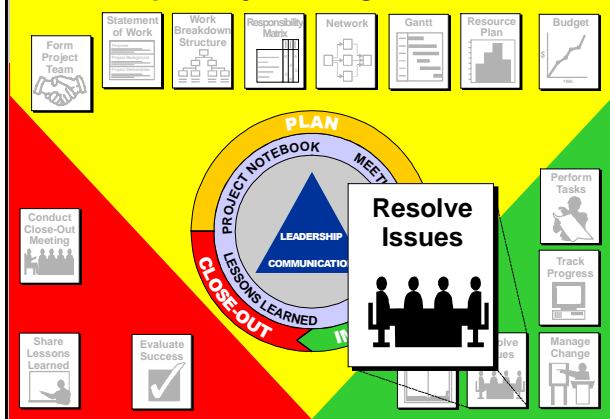 Form
Project
Team
Statement
of Work
Work
Breakdown
Structure
Responsibility
Matrix
Network
Gantt
Resource
Plan
Budget
$
TIME
PLAN
PROJECT NOTEBOOK
LEADERSHIP
LESSONS LEARNED
CLOSE-OUT
Resolve
Issues
Perform
Tasks
Track
Progress
Manage
Change
Conduct
Close-Out
Meeting
Share
Lessons
Learned
Evaluate
Success